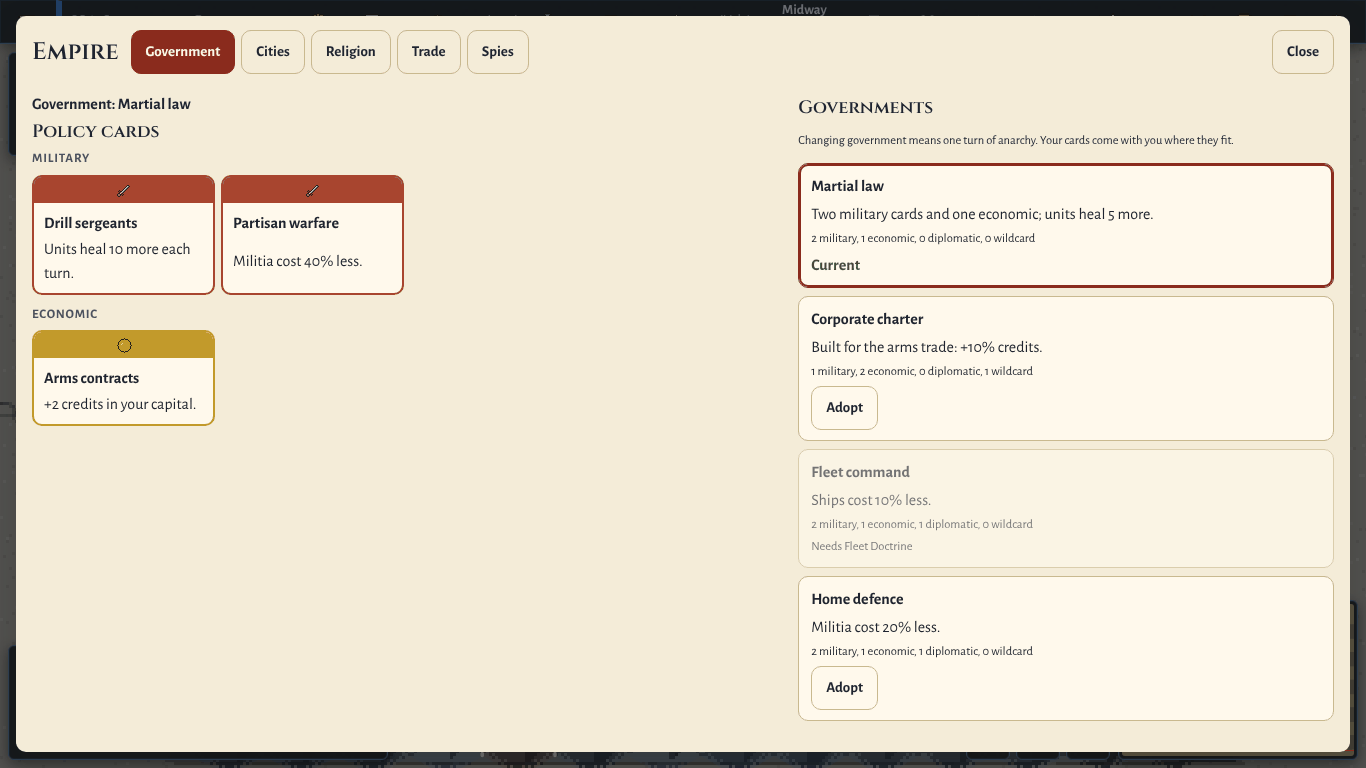 Midway
Empire
Government
Cities
Religion
Trade
Spies
Close
Government: Martial law
Policy cards
MILITARY
Drill sergeants
Units heal 10 more each
turn.
Partisan warfare
Militia cost 40% less.
ECONOMIC
Arms contracts
+2 credits in your capital.
Governments
Changing government means one turn of anarchy. Your cards come with you where they fit.
Martial law
Two military cards and one economic; units heal 5 more.
2 military, 1 economic, 0 diplomatic, 0 wildcard
Current
Corporate charter
Built for the arms trade: +10% credits.
1 military, 2 economic, 0 diplomatic, 1 wildcard
Adopt
Fleet command
Ships cost 10% less.
2 military, 1 economic, 1 diplomatic, 0 wildcard
Needs Fleet Doctrine
Home defence
Militia cost 20% less.
2 military, 1 economic, 1 diplomatic, 0 wildcard
Adopt